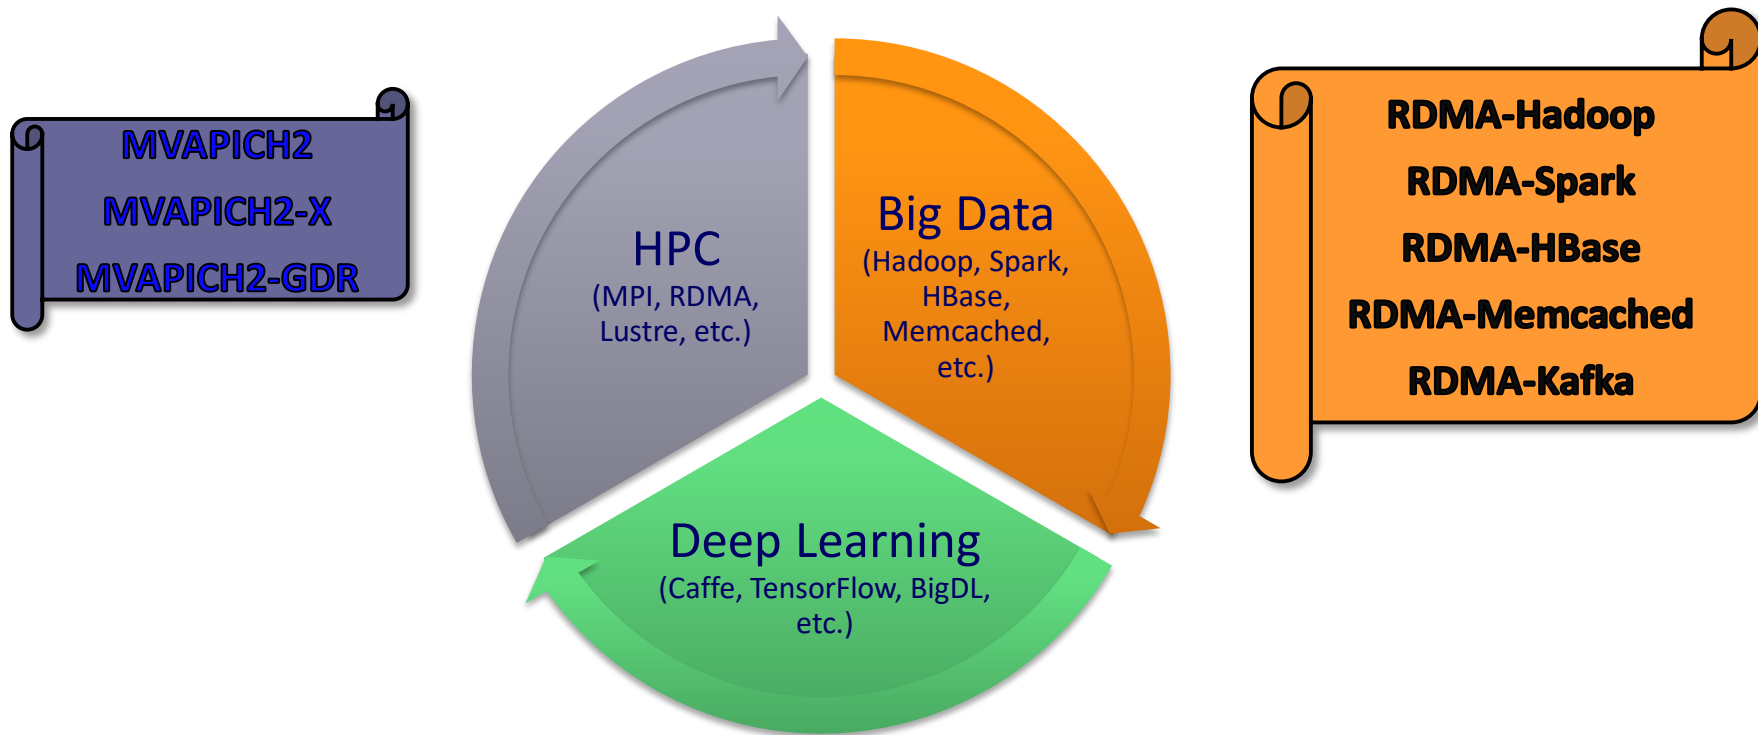 MVAPICH2
MVAPICH2-X
MVAPICH2-GDR
HPC
(MPI, RDMA,
Lustre, etc.)
Big Data
(Hadoop, Spark,
HBase,
Memcached,
etc.)
Deep Learning
(Caffe, TensorFlow, BigDL,
etc.)
RDMA-Hadoop
RDMA-Spark
RDMA-HBase
RDMA-Memcached
RDMA-Kafka